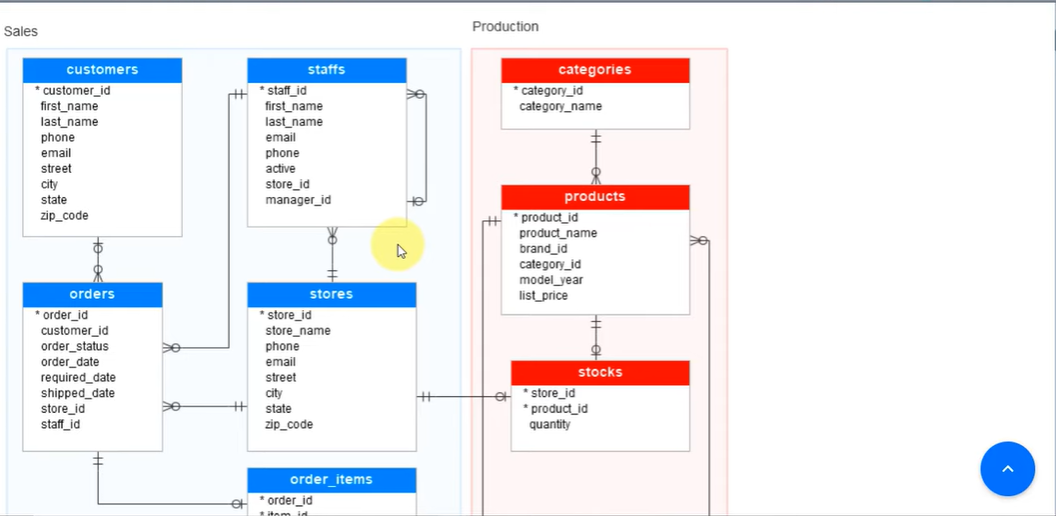 Sales
customers
* customer_id
first_name
last_name
phone
email
street
city
state
zip_code
staffs
* staff_id
first_name
last_name
email
phone
active
store_id
manager_id
orders
* order_id
customer_id
order_status
order_date
required_date
shipped_date
store_id
staff_id
stores
* store_id
store_name
phone
email
street
city
state
zip_code
order_items
* order_id
* item_id
Production
categories
* category_id
category_name
products
* product_id
product_name
brand_id
category_id
model_year
list_price
stocks
* store_id
* product_id
quantity